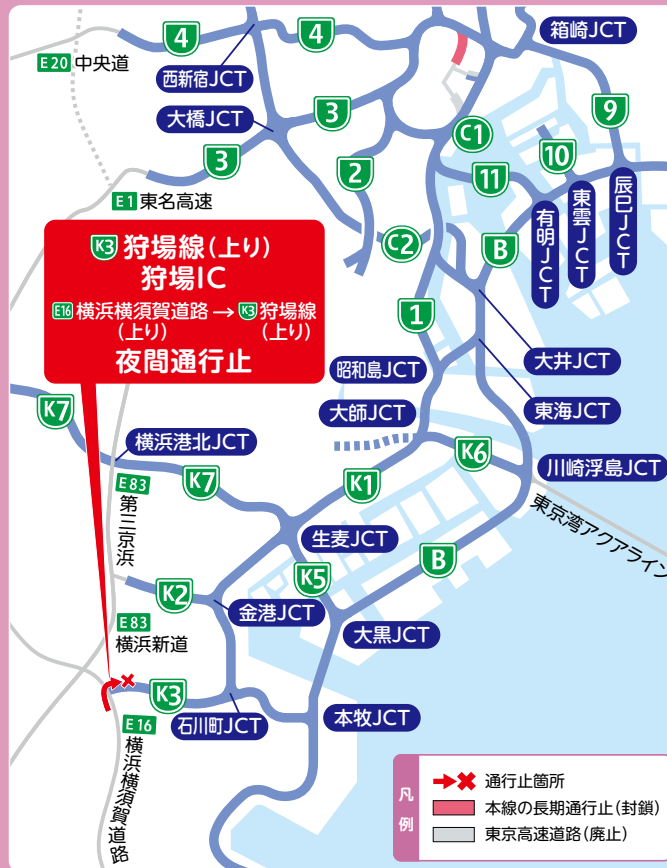 箱崎JCT
4
4
E20 中央道
西新宿JCT
9
大橋JCT
3
C1
10
3
2
11
E1 東名高速
辰巳JCT
東雲JCT
有明JCT
C2
B
K3 狩場線(上り)
狩場IC
E16 横浜横須賀道路 → K3 狩場線
(上り) (上り)
夜間通行止
1
昭和島JCT
大井JCT
大師JCT
東海JCT
K7
横浜港北JCT
K6
川崎浮島JCT
K7
K1
E83
第三京浜
東京湾アクアライン
生麦JCT
B
K5
K2
金港JCT
E83
横浜新道
大黒JCT
K3
石川町JCT
本牧JCT
E16
横浜横須賀道路
凡例
通行止箇所
本線の長期通行止(封鎖)
東京高速道路(廃止)